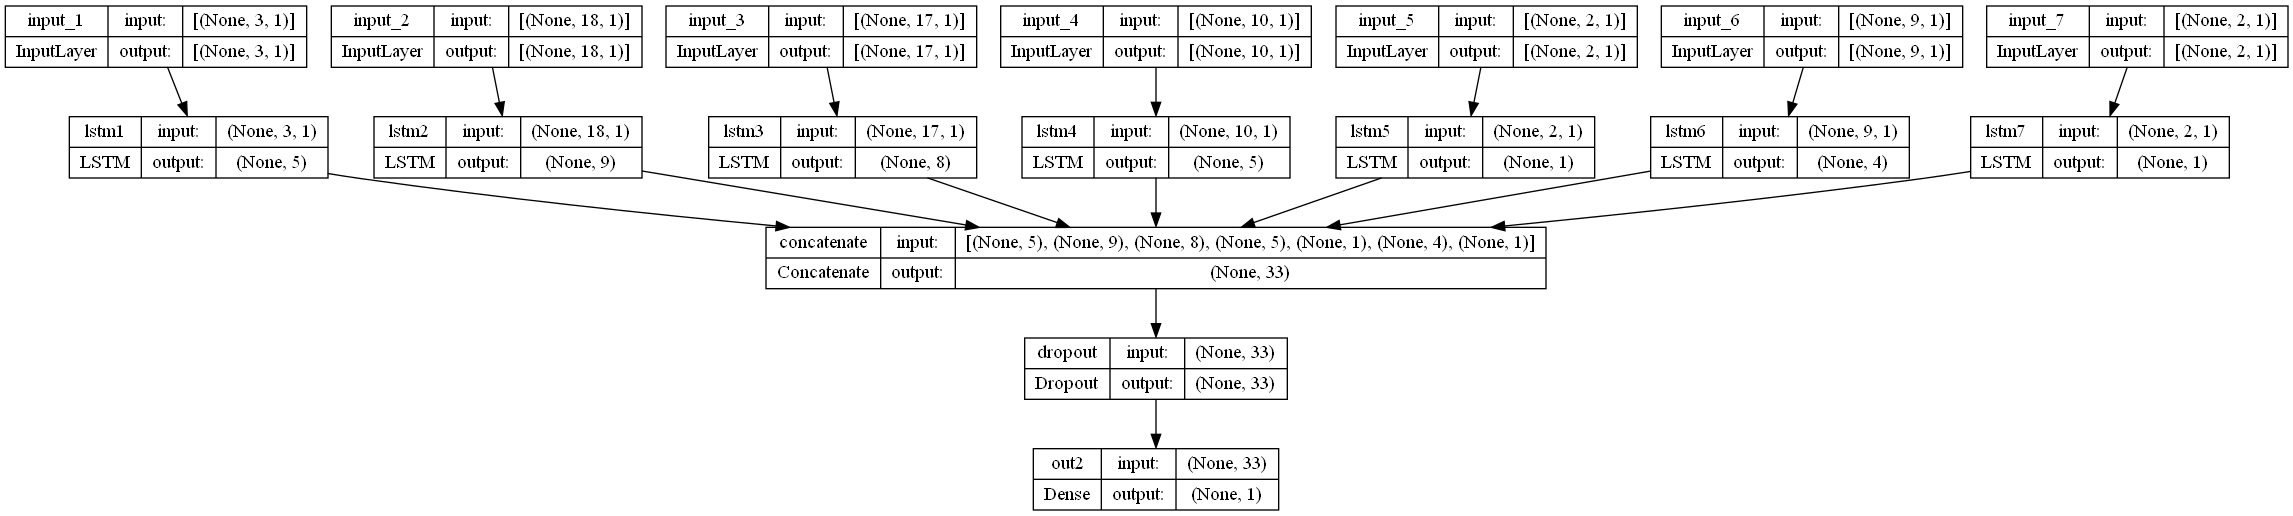 input_1 input: [(None, 3, 1)]
InputLayer output: [(None, 3, 1)]
input_2 input: [(None, 18, 1)]
InputLayer output: [(None, 18, 1)]
input_3 input: [(None, 17, 1)]
InputLayer output: [(None, 17, 1)]
input_4 input: [(None, 10, 1)]
InputLayer output: [(None, 10, 1)]
input_5 input: [(None, 2, 1)]
InputLayer output: [(None, 2, 1)]
input_6 input: [(None, 9, 1)]
InputLayer output: [(None, 9, 1)]
input_7 input: [(None, 2, 1)]
InputLayer output: [(None, 2, 1)]
lstm1 input: (None, 3, 1)
LSTM output: (None, 5)
lstm2 input: (None, 18, 1)
LSTM output: (None, 9)
lstm3 input: (None, 17, 1)
LSTM output: (None, 8)
lstm4 input: (None, 10, 1)
LSTM output: (None, 5)
lstm5 input: (None, 2, 1)
LSTM output: (None, 1)
lstm6 input: (None, 9, 1)
LSTM output: (None, 4)
lstm7 input: (None, 2, 1)
LSTM output: (None, 1)
concatenate input: [(None, 5), (None, 9), (None, 8), (None, 5), (None, 1), (None, 4), (None, 1)]
Concatenate output: (None, 33)
dropout input: (None, 33)
Dropout output: (None, 33)
out2 input: (None, 33)
Dense output: (None, 1)